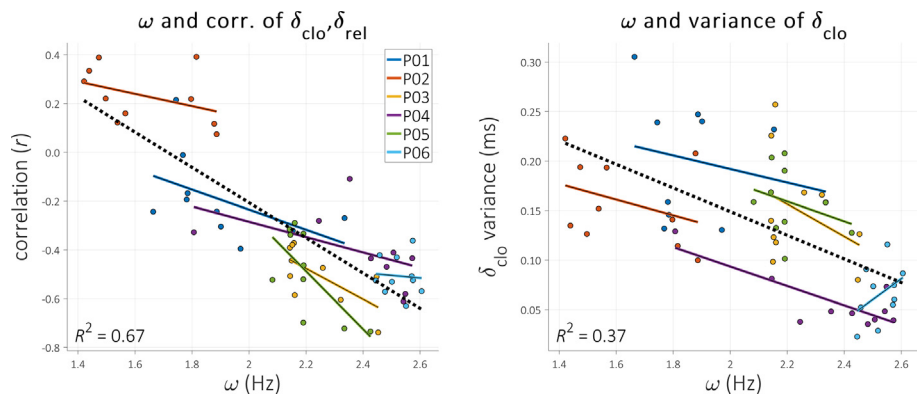 ω and corr. of δclo,δrel
correlation (r)
0.4
0.2
0.0
-0.2
-0.4
-0.6
-0.8
P01
P02
P03
P04
P05
P06
R² = 0.67
1.4 1.6 1.8 2.0 2.2 2.4 2.6
ω (Hz)
ω and variance of δclo
δclo variance (ms)
0.30
0.25
0.20
0.15
0.10
0.05
R² = 0.37
1.4 1.6 1.8 2.0 2.2 2.4 2.6
ω (Hz)